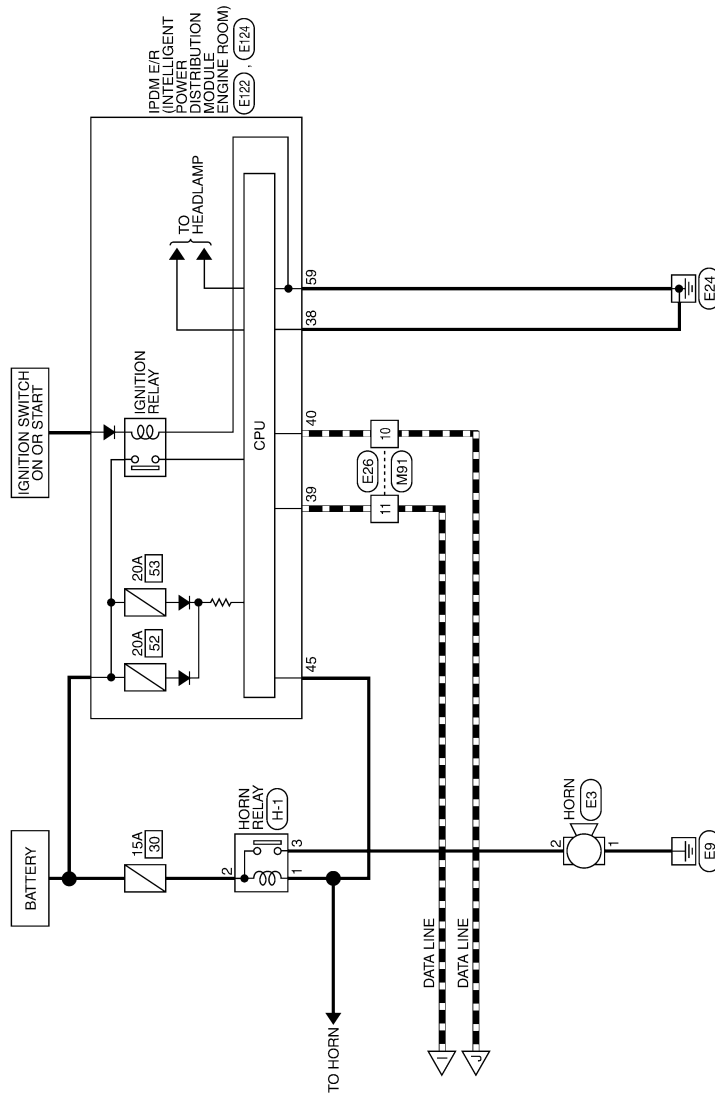 IPDM E/R
(INTELLIGENT
POWER
DISTRIBUTION
MODULE
ENGINE ROOM)
E122 , E124
BATTERY
IGNITION SWITCH
ON OR START
15A
30
20A
52
20A
53
IGNITION
RELAY
TO
HEADLAMP
CPU
HORN
RELAY
H-1
2
1
3
45
39
40
38
59
E26
M91
11
10
TO HORN
DATA LINE
DATA LINE
I
J
HORN
E3
2
1
E9
E24